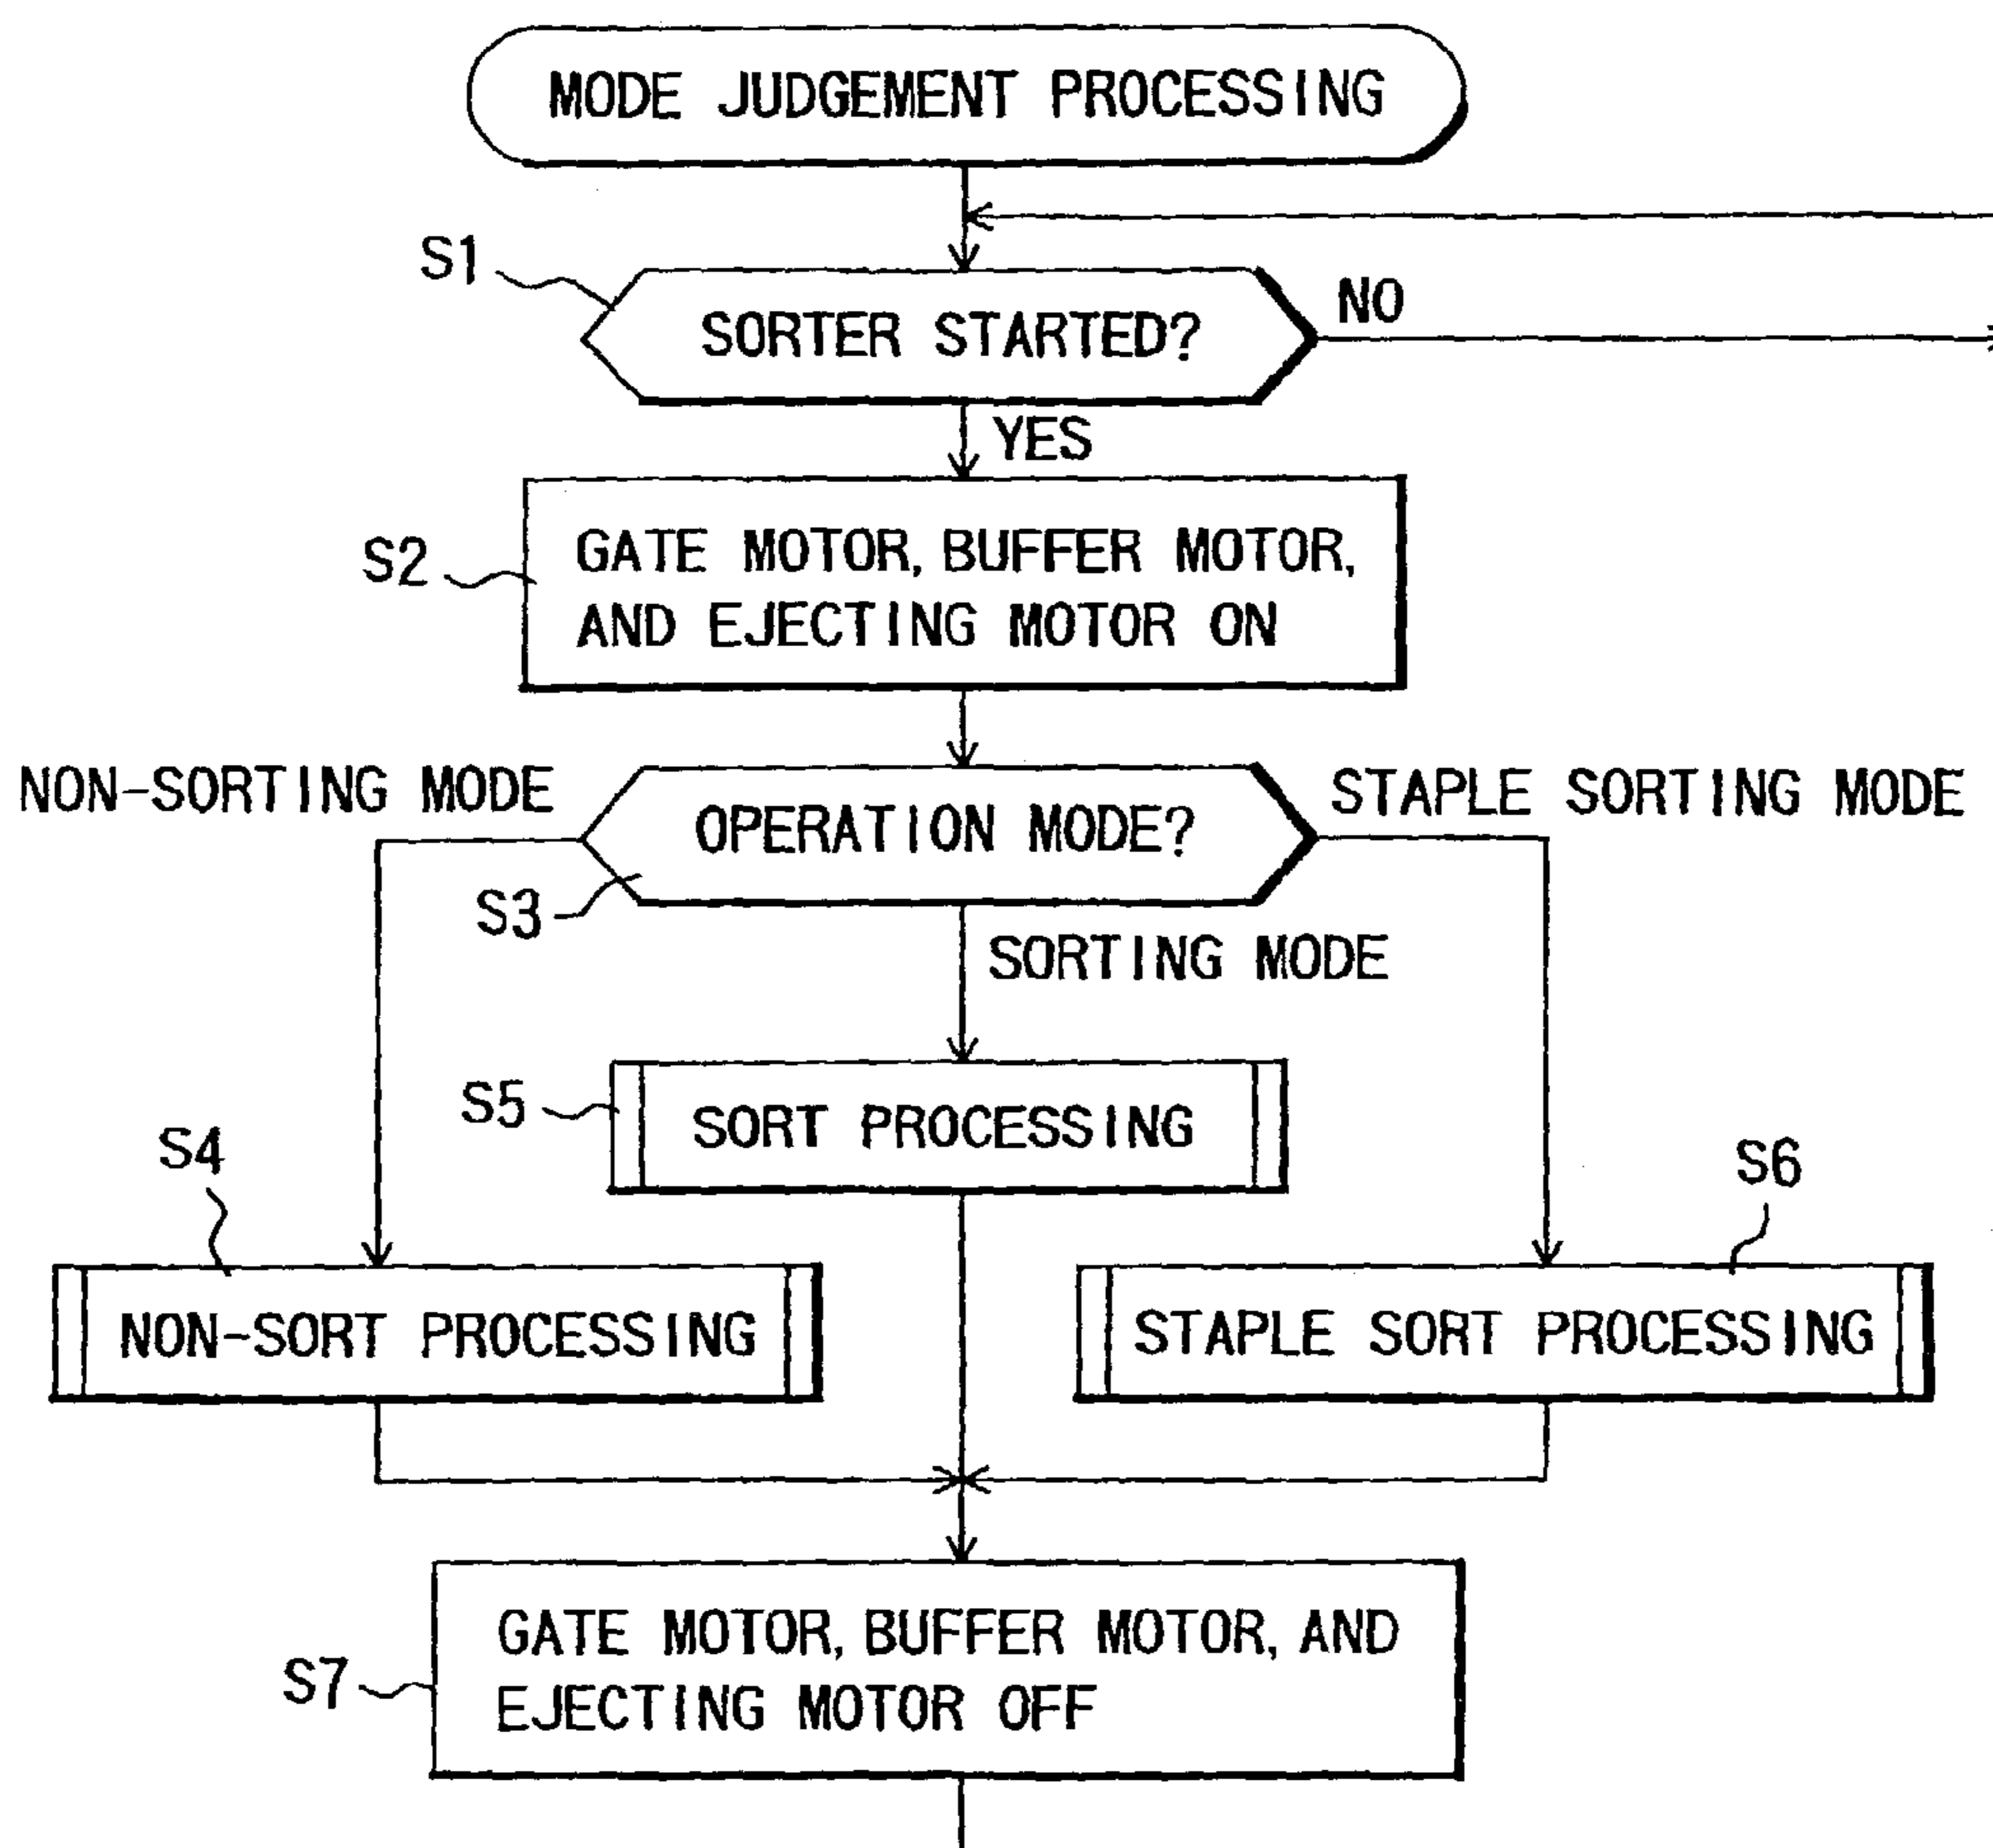 MODE JUDGEMENT PROCESSING
S1
SORTER STARTED?
NO
YES
S2
GATE MOTOR, BUFFER MOTOR,
AND EJECTING MOTOR ON
NON-SORTING MODE
OPERATION MODE?
STAPLE SORTING MODE
S3
SORTING MODE
S5
SORT PROCESSING
S4
S6
NON-SORT PROCESSING
STAPLE SORT PROCESSING
S7
GATE MOTOR, BUFFER MOTOR, AND
EJECTING MOTOR OFF